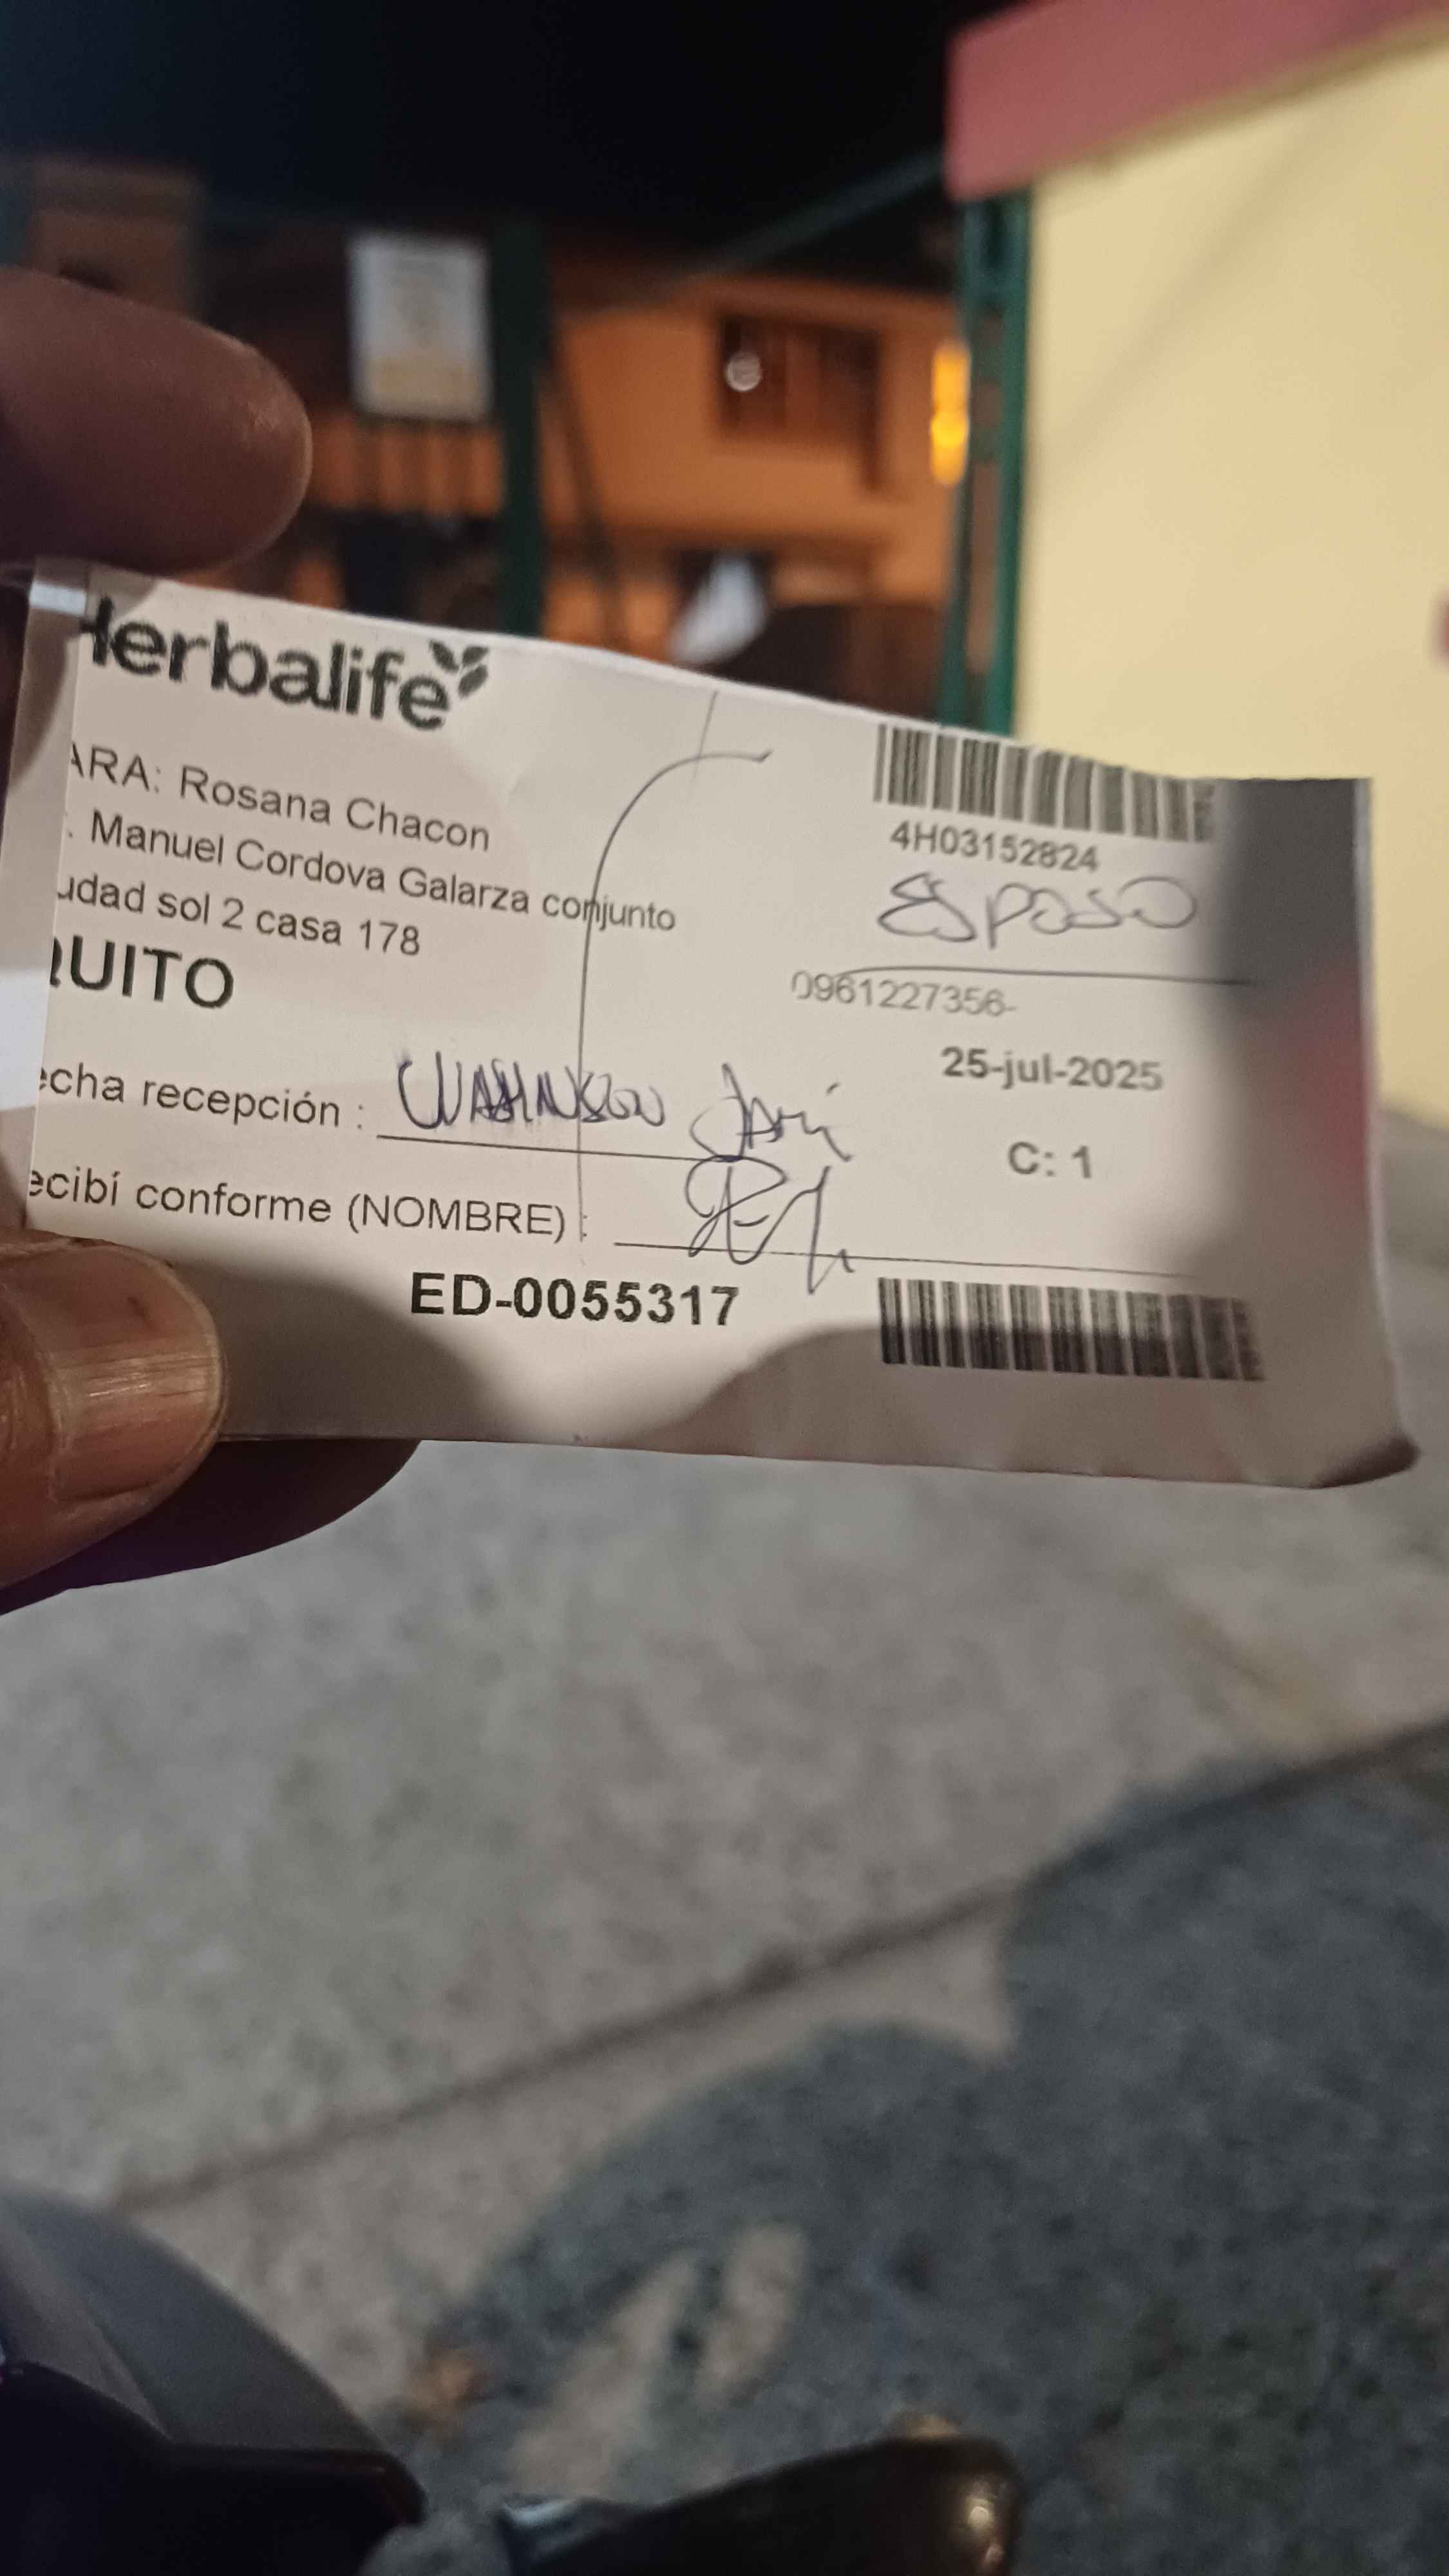 Herbalife
ARA: Rosana Chacon
. Manuel Cordova Galarza conjunto
udad sol 2 casa 178
QUITO
4H03152824
Esposo
0961227356-
25-jul-2025
echa recepción :
C: 1
ecibí conforme (NOMBRE) :
ED-0055317